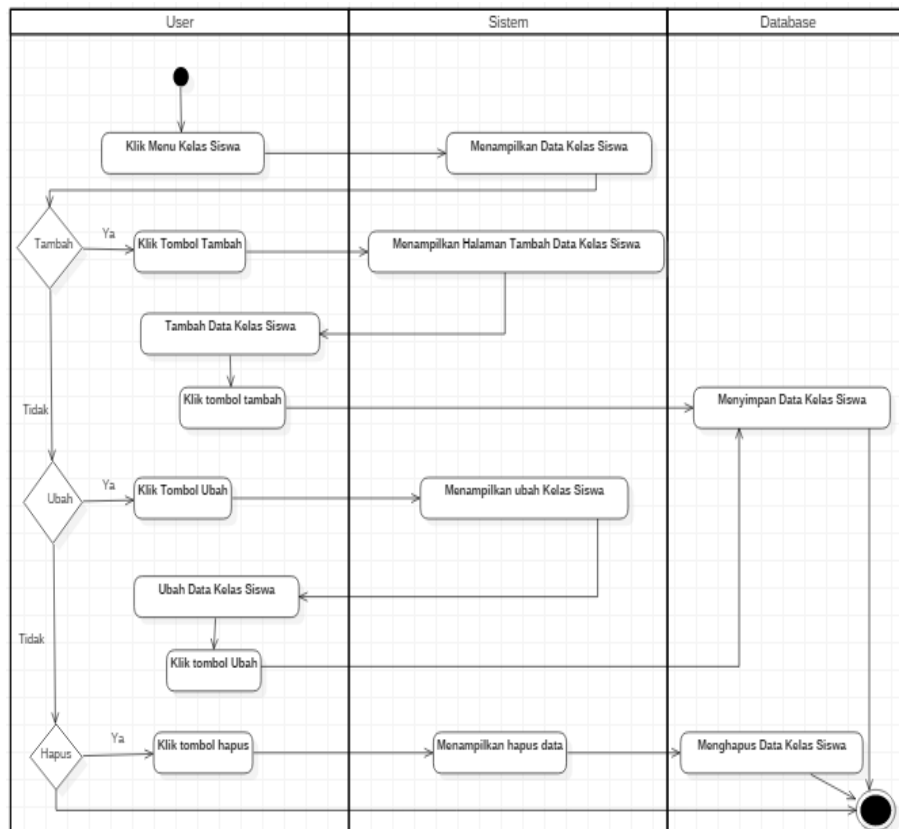 User
Sistem
Database
Klik Menu Kelas Siswa
Menampilkan Data Kelas Siswa
Tambah
Ya
Klik Tombol Tambah
Menampilkan Halaman Tambah Data Kelas Siswa
Tambah Data Kelas Siswa
Tidak
Klik tombol tambah
Menyimpan Data Kelas Siswa
Ubah
Ya
Klik Tombol Ubah
Menampilkan ubah Kelas Siswa
Ubah Data Kelas Siswa
Tidak
Klik tombol Ubah
Hapus
Ya
Klik tombol hapus
Menampilkan hapus data
Menghapus Data Kelas Siswa